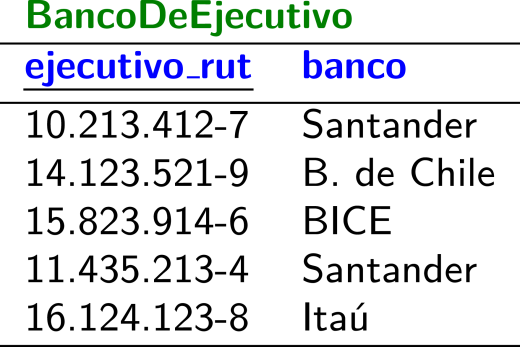 BancoDeEjecutivo
ejecutivo_rut banco
10.213.412-7 Santander
14.123.521-9 B. de Chile
15.823.914-6 BICE
11.435.213-4 Santander
16.124.123-8 Itaú